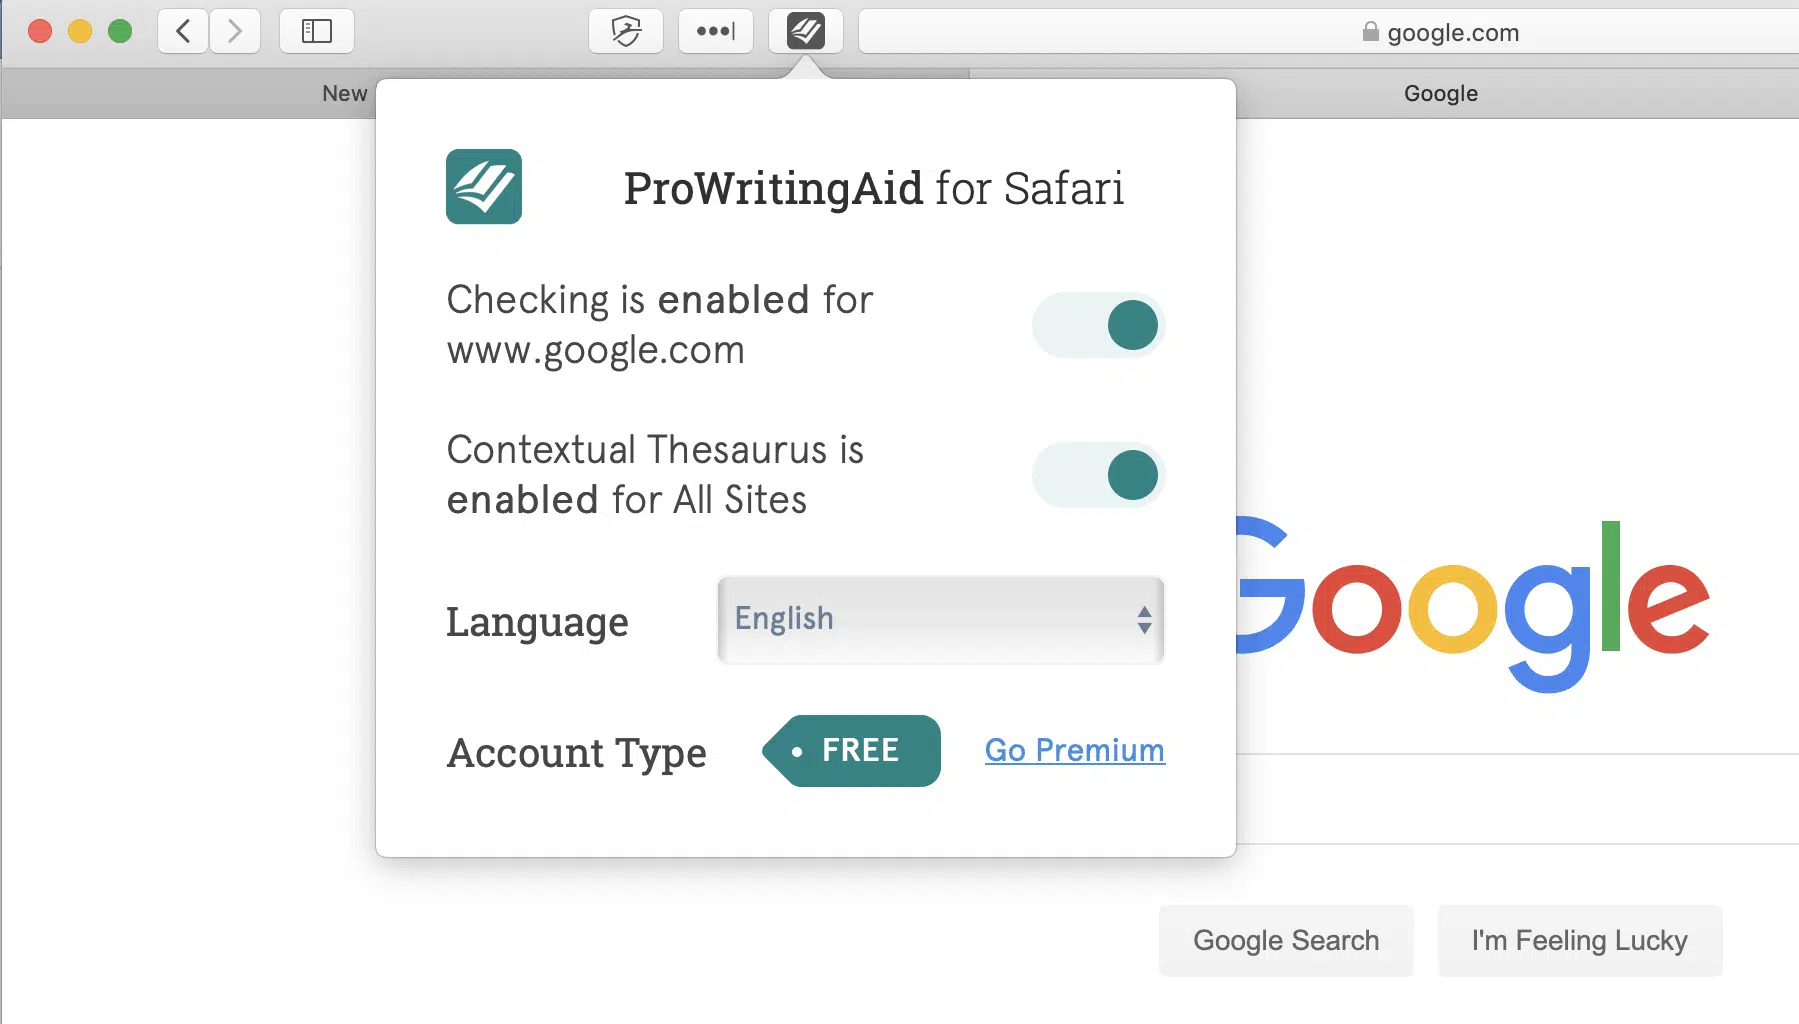 google.com
New
Google
ProWritingAid for Safari
Checking is enabled for
www.google.com
Contextual Thesaurus is
enabled for All Sites
Language
English
Account Type
FREE
Go Premium
Google
Google Search
I'm Feeling Lucky